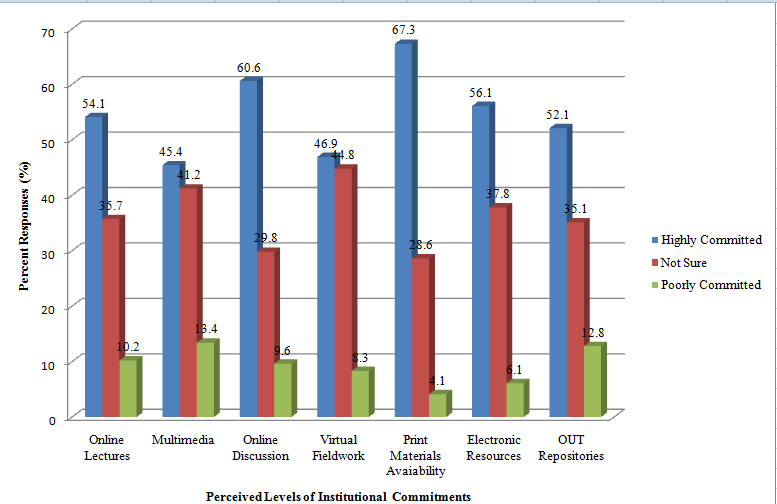 70
60
50
40
30
20
10
0
Percent Responses (%)
54.1
35.7
10.2
45.4
41.2
13.4
60.6
29.8
9.6
46.9
44.8
8.3
67.3
28.6
4.1
56.1
37.8
6.1
52.1
35.1
12.8
Online
Lectures
Multimedia
Online
Discussion
Virtual
Fieldwork
Print
Materials
Avaiability
Electronic
Resources
OUT
Repositories
Perceived Levels of Institutional Commitments
Highly Committed
Not Sure
Poorly Committed